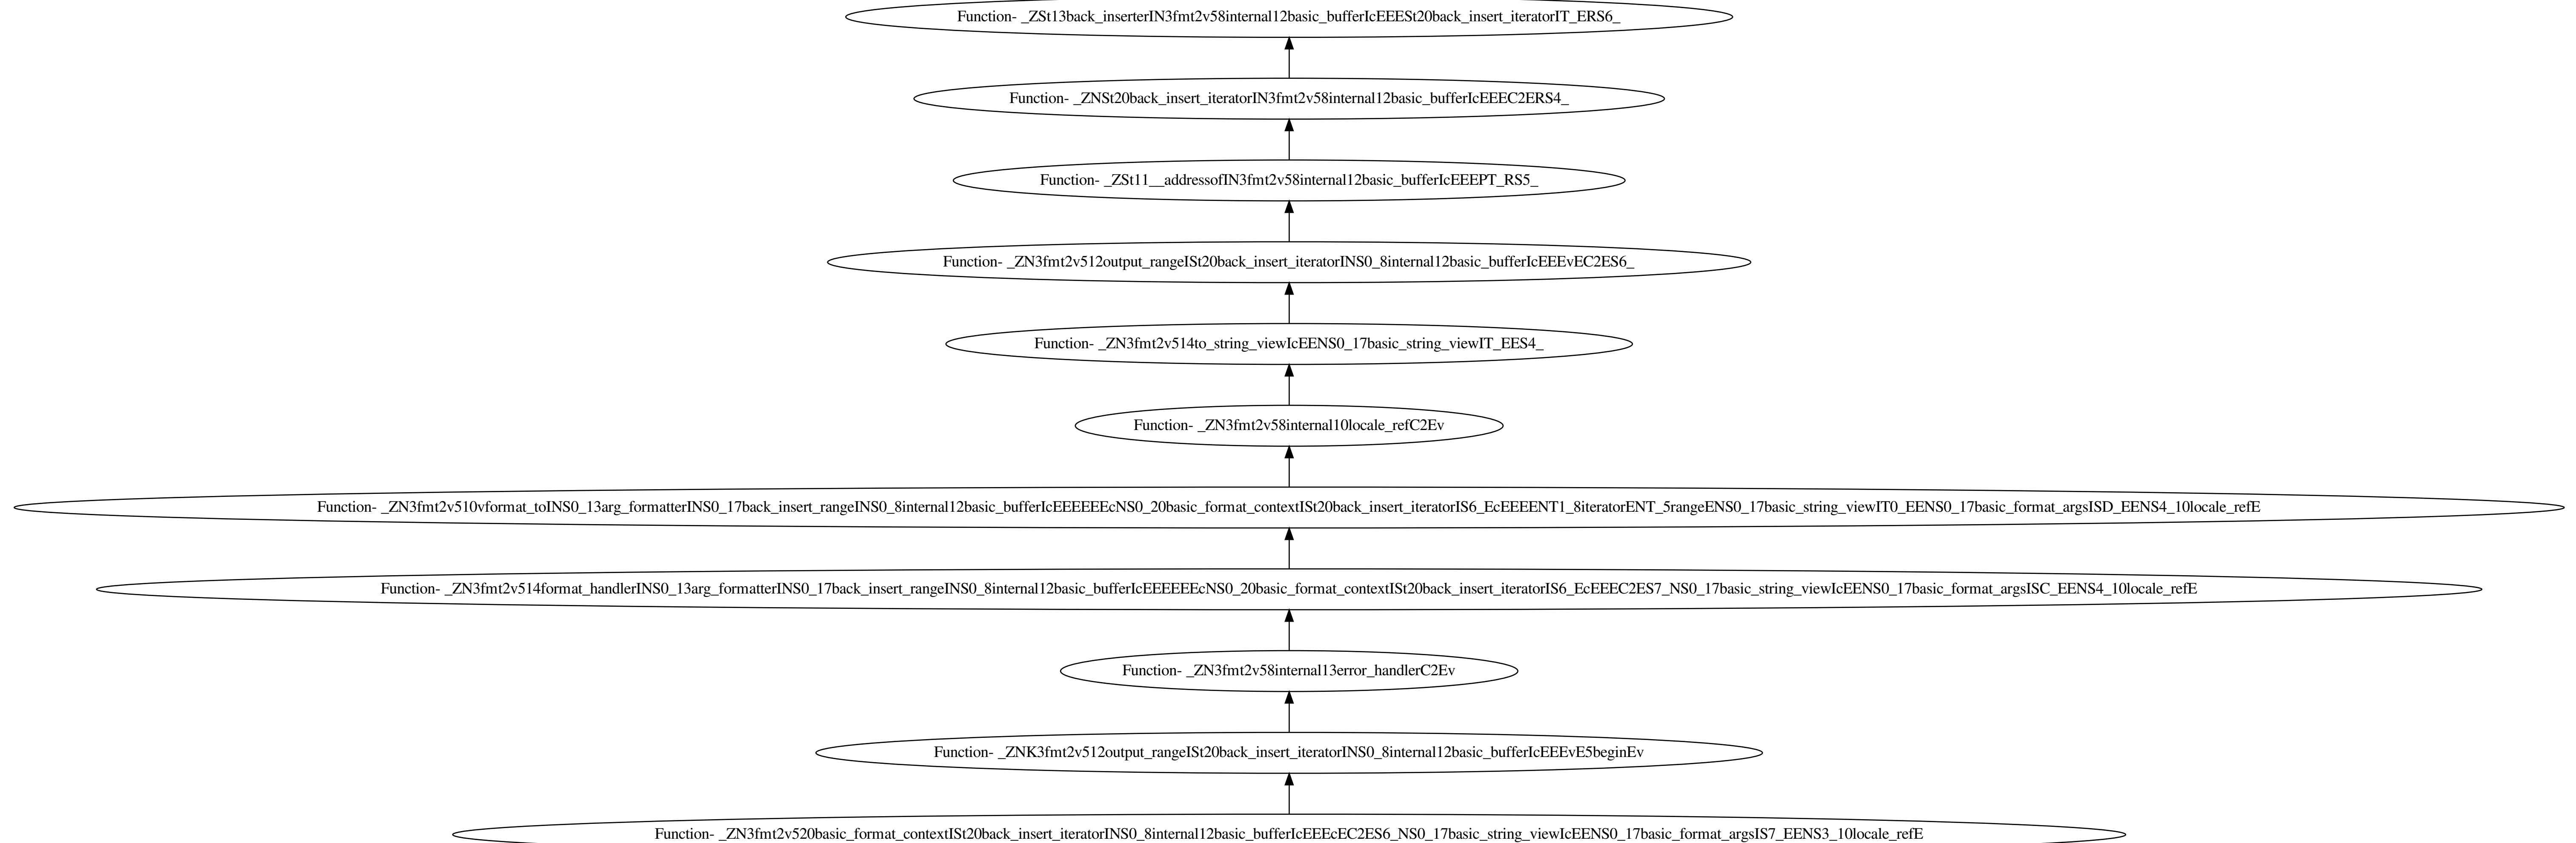 Function- _ZSt13back_inserterIN3fmt2v58internal12basic_bufferIcEEESt20back_insert_iteratorIT_ERS6_
Function- _ZNSt20back_insert_iteratorIN3fmt2v58internal12basic_bufferIcEEEC2ERS4_
Function- _ZSt11__addressofIN3fmt2v58internal12basic_bufferIcEEEPT_RS5_
Function- _ZN3fmt2v512output_rangeISt20back_insert_iteratorINS0_8internal12basic_bufferIcEEEvEC2ES6_
Function- _ZN3fmt2v514to_string_viewIcEENS0_17basic_string_viewIT_EES4_
Function- _ZN3fmt2v58internal10locale_refC2Ev
Function- _ZN3fmt2v510vformat_toINS0_13arg_formatterINS0_17back_insert_rangeINS0_8internal12basic_bufferIcEEEEEEcNS0_20basic_format_contextISt20back_insert_iteratorIS6_EcEEEENT1_8iteratorENT_5rangeENS0_17basic_string_viewIT0_EENS0_17basic_format_argsISD_EENS4_10locale_refE
Function- _ZN3fmt2v514format_handlerINS0_13arg_formatterINS0_17back_insert_rangeINS0_8internal12basic_bufferIcEEEEEEcNS0_20basic_format_contextISt20back_insert_iteratorIS6_EcEEEC2ES7_NS0_17basic_string_viewIcEENS0_17basic_format_argsISC_EENS4_10locale_refE
Function- _ZN3fmt2v58internal13error_handlerC2Ev
Function- _ZNK3fmt2v512output_rangeISt20back_insert_iteratorINS0_8internal12basic_bufferIcEEEvE5beginEv
Function- _ZN3fmt2v520basic_format_contextISt20back_insert_iteratorINS0_8internal12basic_bufferIcEEEcEC2ES6_NS0_17basic_string_viewIcEENS0_17basic_format_argsIS7_EENS3_10locale_refE